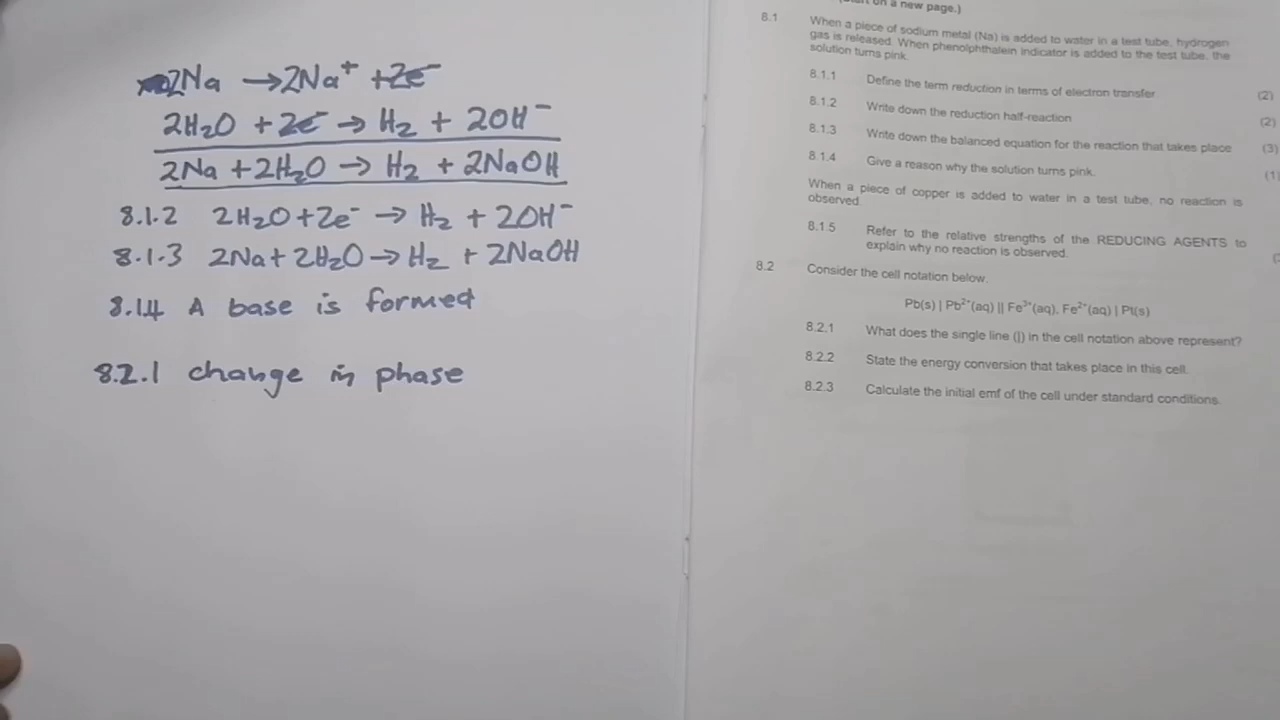 2Na → 2Na⁺ + 2e⁻
2H₂O + 2e⁻ → H₂ + 2OH⁻
2Na + 2H₂O → H₂ + 2NaOH
8.1.2 2H₂O + 2e⁻ → H₂ + 2OH⁻
8.1.3 2Na + 2H₂O → H₂ + 2NaOH
8.1.4 A base is formed
8.2.1 change in phase
on a new page.)
8.1 When a piece of sodium metal (Na) is added to water in a test tube, hydrogen
gas is released. When phenolphthalein indicator is added to the test tube, the
solution turns pink.
8.1.1 Define the term reduction in terms of electron transfer. (2)
8.1.2 Write down the reduction half-reaction (2)
8.1.3 Write down the balanced equation for the reaction that takes place (3)
8.1.4 Give a reason why the solution turns pink. (1)
When a piece of copper is added to water in a test tube, no reaction is
observed.
8.1.5 Refer to the relative strengths of the REDUCING AGENTS to
explain why no reaction is observed.
8.2 Consider the cell notation below.
Pb(s) | Pb²⁺(aq) || Fe³⁺(aq), Fe²⁺(aq) | Pt(s)
8.2.1 What does the single line (|) in the cell notation above represent?
8.2.2 State the energy conversion that takes place in this cell.
8.2.3 Calculate the initial emf of the cell under standard conditions.